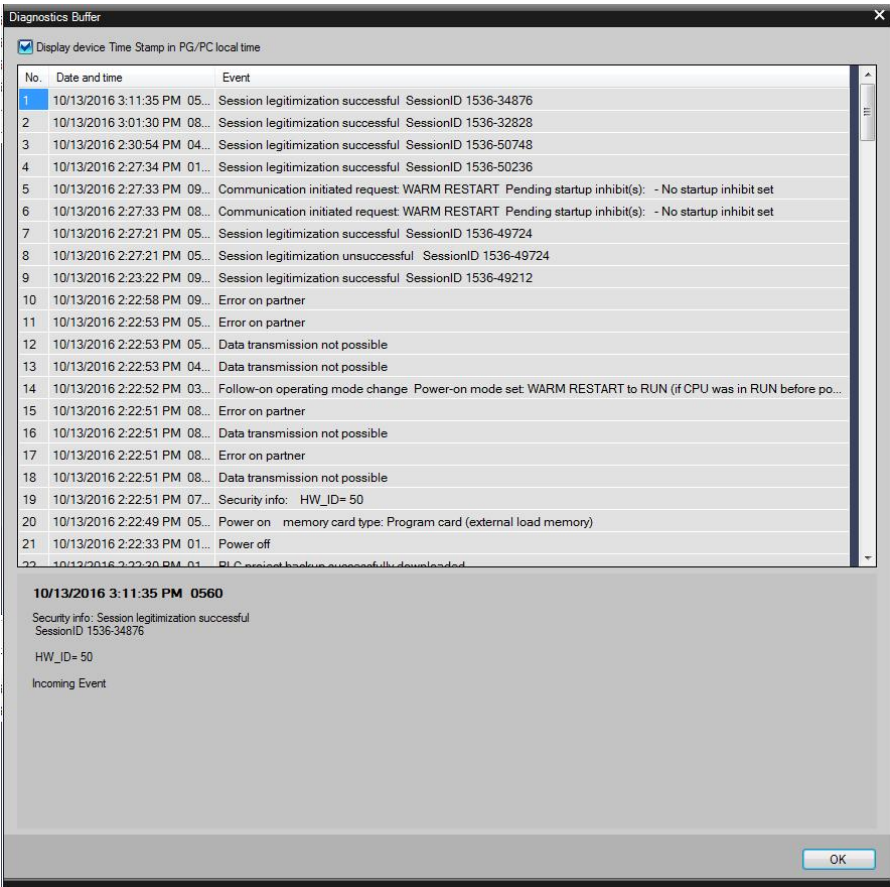 Diagnostics Buffer
Display device Time Stamp in PG/PC local time
No. Date and time Event
1 10/13/2016 3:11:35 PM 05... Session legitimization successful SessionID 1536-34876
2 10/13/2016 3:01:30 PM 08... Session legitimization successful SessionID 1536-32828
3 10/13/2016 2:30:54 PM 04... Session legitimization successful SessionID 1536-50748
4 10/13/2016 2:27:34 PM 01... Session legitimization successful SessionID 1536-50236
5 10/13/2016 2:27:33 PM 09... Communication initiated request: WARM RESTART Pending startup inhibit(s): - No startup inhibit set
6 10/13/2016 2:27:33 PM 08... Communication initiated request: WARM RESTART Pending startup inhibit(s): - No startup inhibit set
7 10/13/2016 2:27:21 PM 05... Session legitimization successful SessionID 1536-49724
8 10/13/2016 2:27:21 PM 05... Session legitimization unsuccessful SessionID 1536-49724
9 10/13/2016 2:23:22 PM 09... Session legitimization successful SessionID 1536-49212
10 10/13/2016 2:22:58 PM 09... Error on partner
11 10/13/2016 2:22:53 PM 05... Error on partner
12 10/13/2016 2:22:53 PM 05... Data transmission not possible
13 10/13/2016 2:22:53 PM 04... Data transmission not possible
14 10/13/2016 2:22:52 PM 03... Follow-on operating mode change Power-on mode set: WARM RESTART to RUN (if CPU was in RUN before po...
15 10/13/2016 2:22:51 PM 08... Error on partner
16 10/13/2016 2:22:51 PM 08... Data transmission not possible
17 10/13/2016 2:22:51 PM 08... Error on partner
18 10/13/2016 2:22:51 PM 08... Data transmission not possible
19 10/13/2016 2:22:51 PM 07... Security info: HW_ID= 50
20 10/13/2016 2:22:49 PM 05... Power on memory card type: Program card (external load memory)
21 10/13/2016 2:22:33 PM 01... Power off
22 10/13/2016 2:22:30 PM 01... PLC project backup successfully downloaded
10/13/2016 3:11:35 PM 0560
Security info: Session legitimization successful
SessionID 1536-34876
HW_ID= 50
Incoming Event
OK